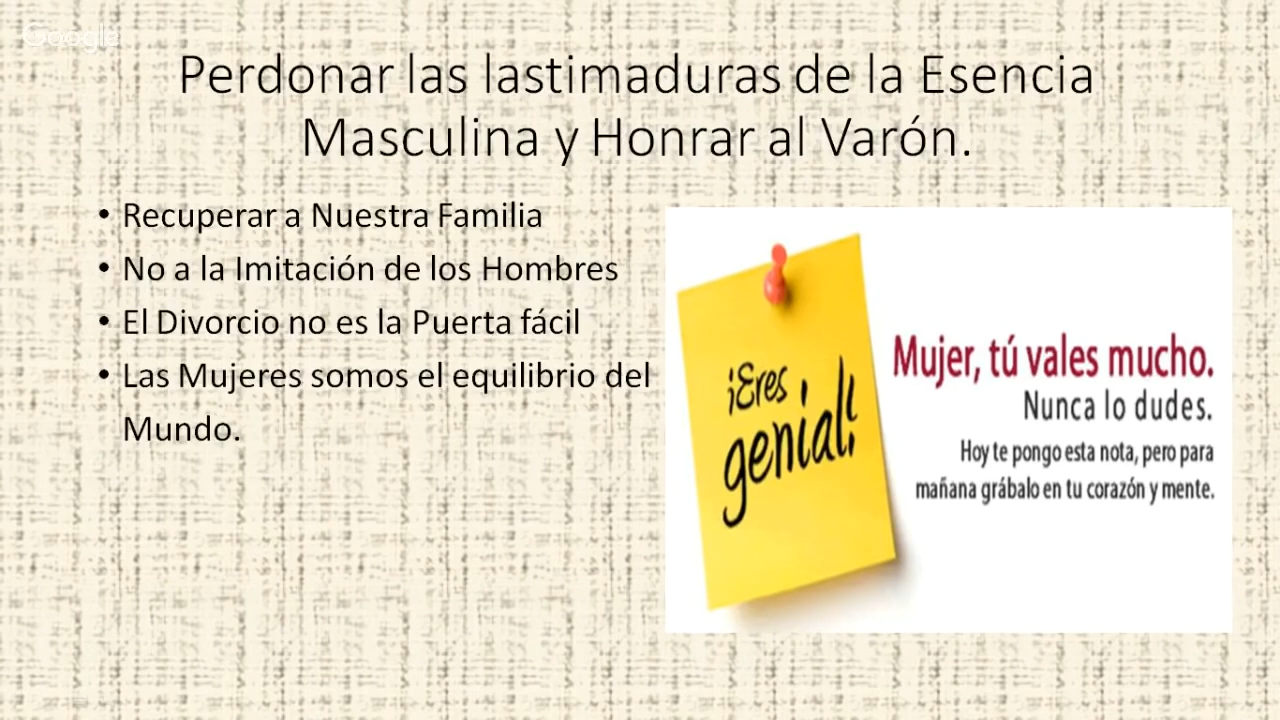 Google
Perdonar las lastimaduras de la Esencia
Masculina y Honrar al Varón.
• Recuperar a Nuestra Familia
• No a la Imitación de los Hombres
• El Divorcio no es la Puerta fácil
• Las Mujeres somos el equilibrio del
Mundo.
¡Eres
genial!
Mujer, tú vales mucho.
Nunca lo dudes.
Hoy te pongo esta nota, pero para
mañana grábalo en tu corazón y mente.